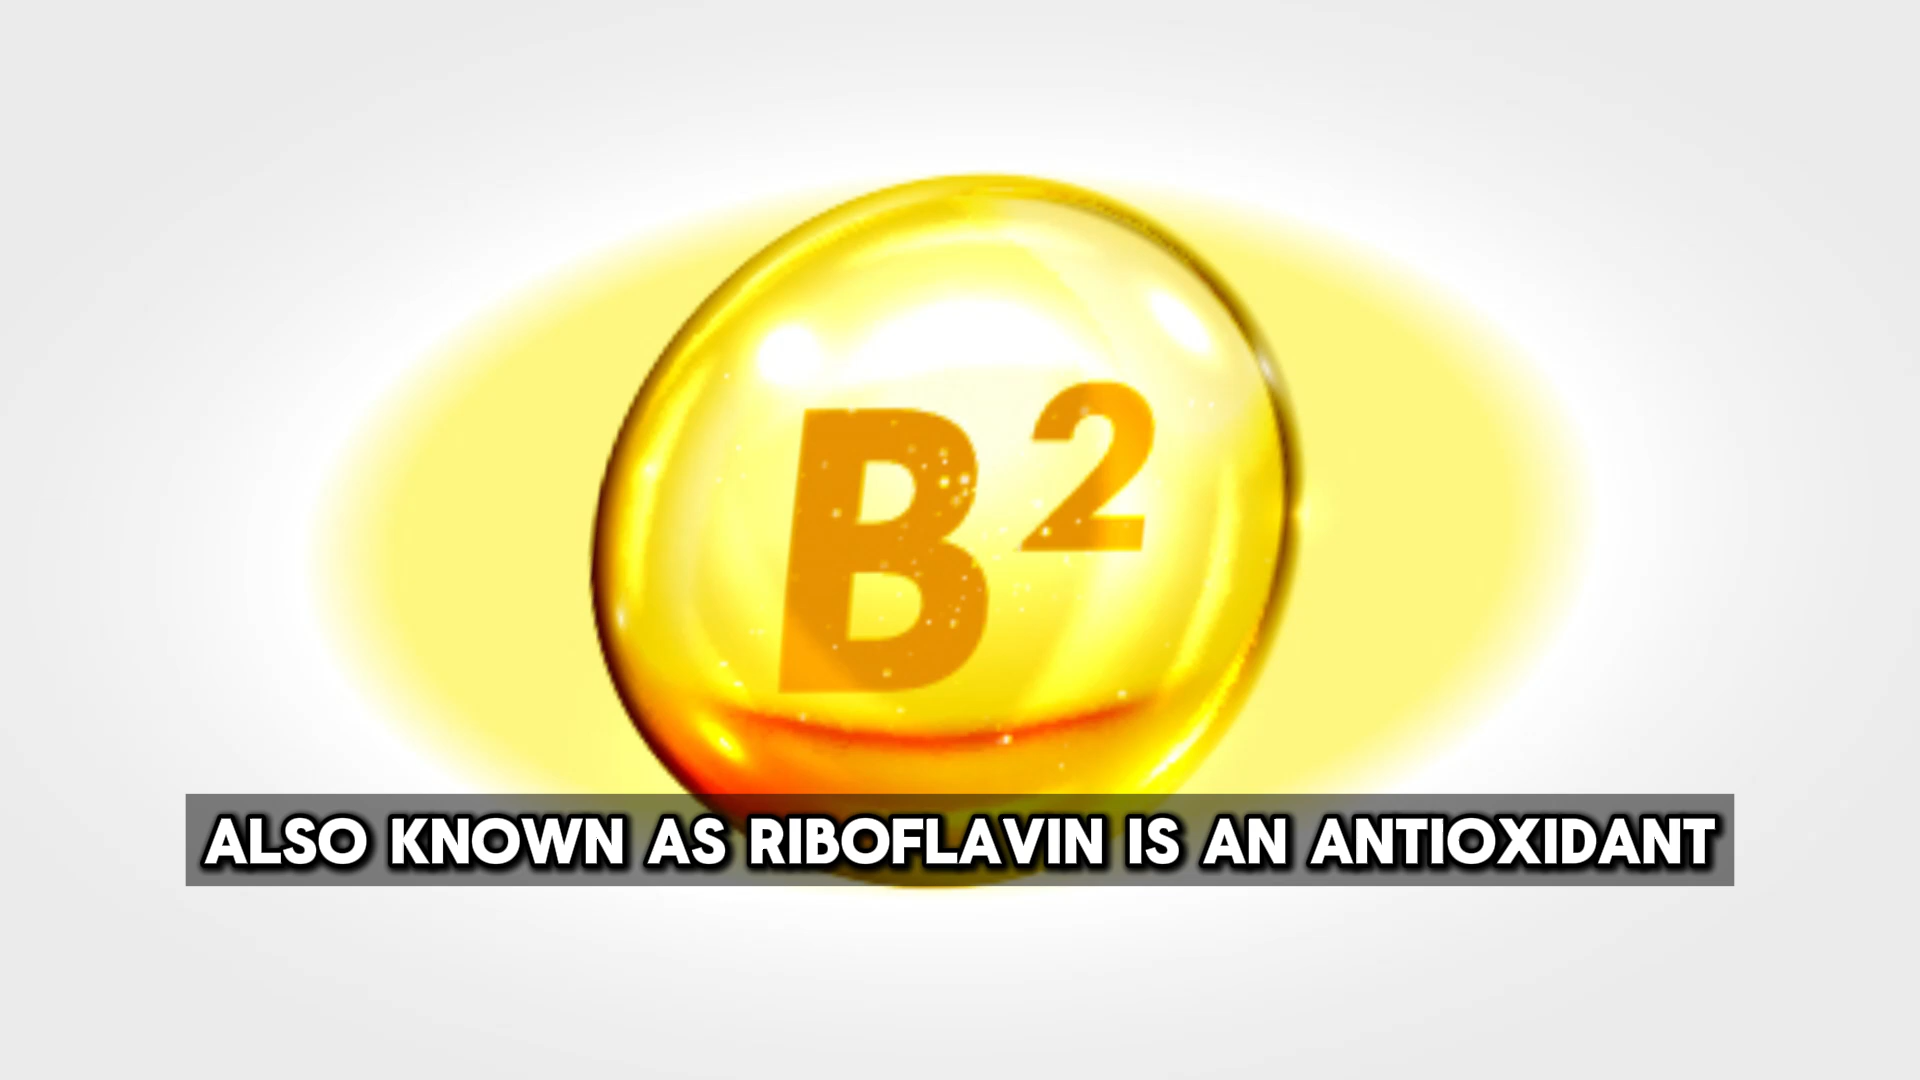 B²
ALSO KNOWN AS RIBOFLAVIN IS AN ANTIOXIDANT